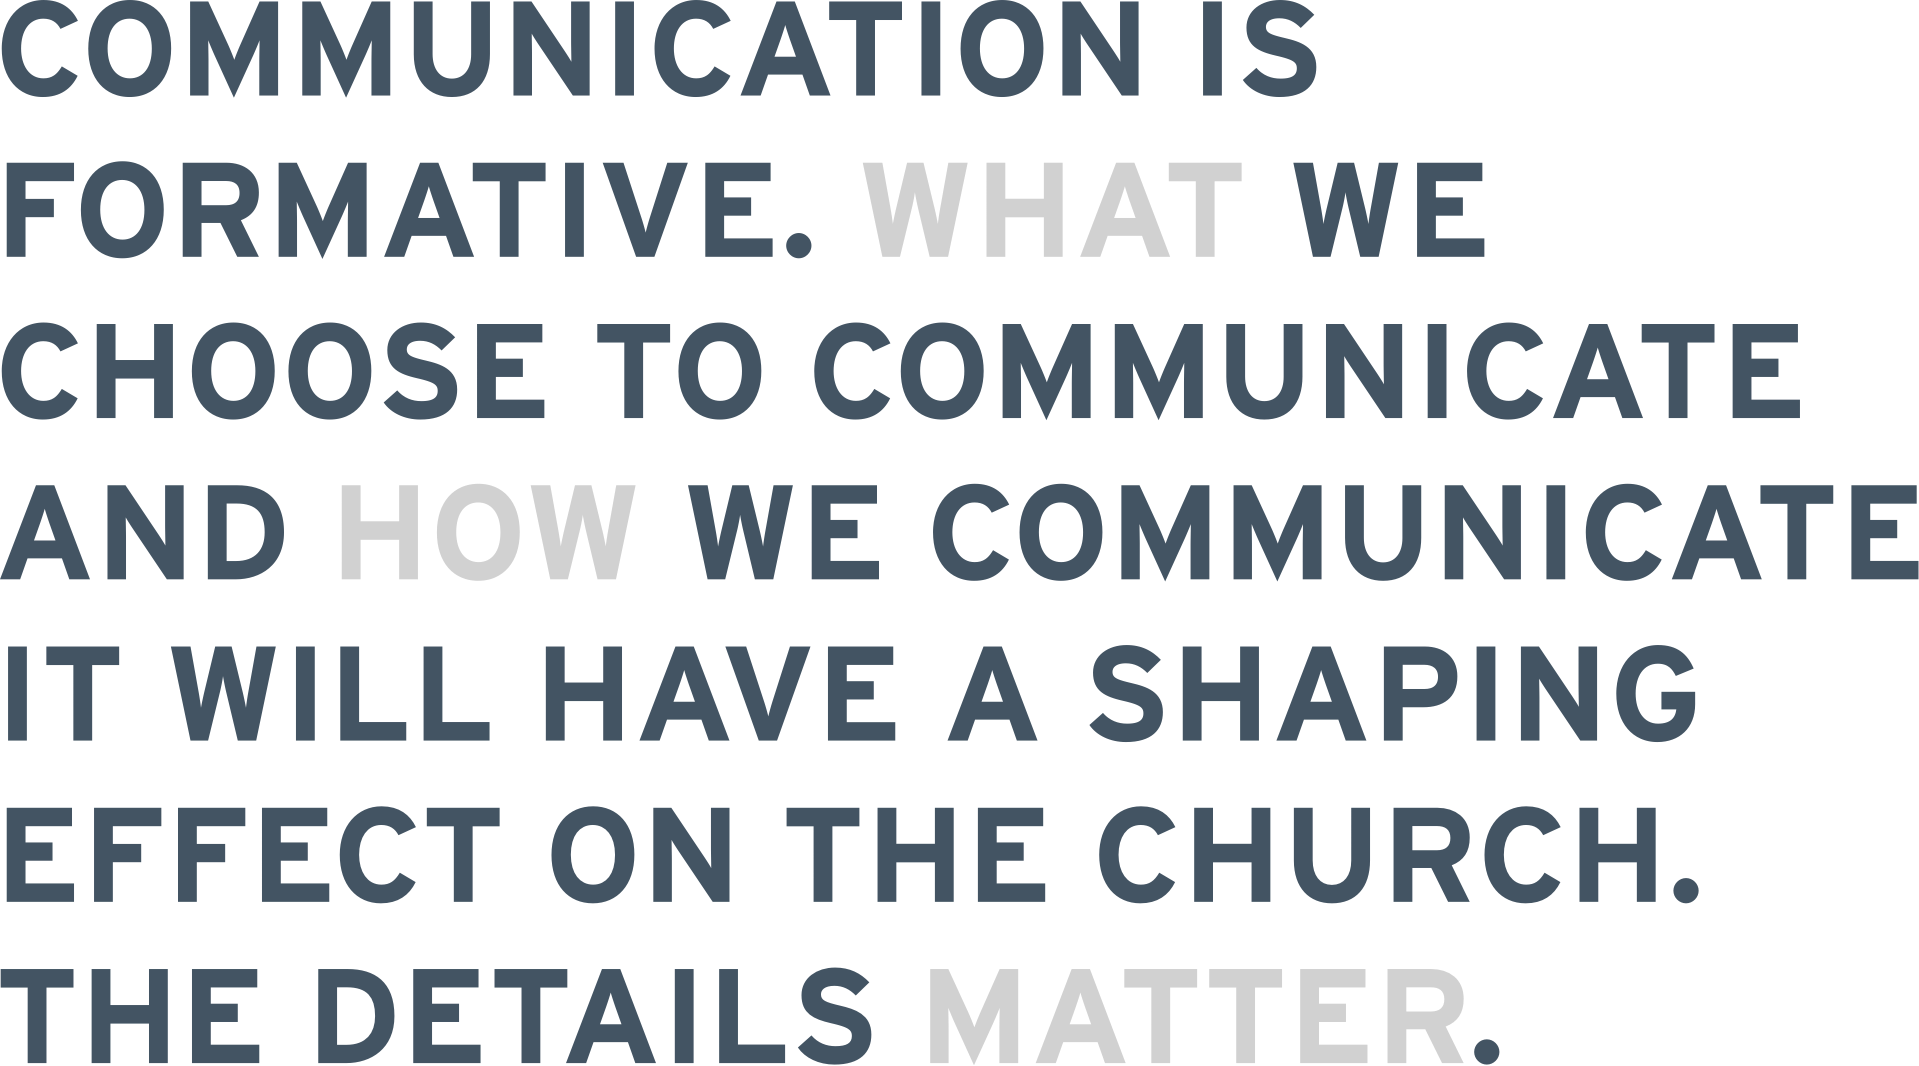 COMMUNICATION IS
FORMATIVE. WHAT WE
CHOOSE TO COMMUNICATE
AND HOW WE COMMUNICATE
IT WILL HAVE A SHAPING
EFFECT ON THE CHURCH.
THE DETAILS MATTER.